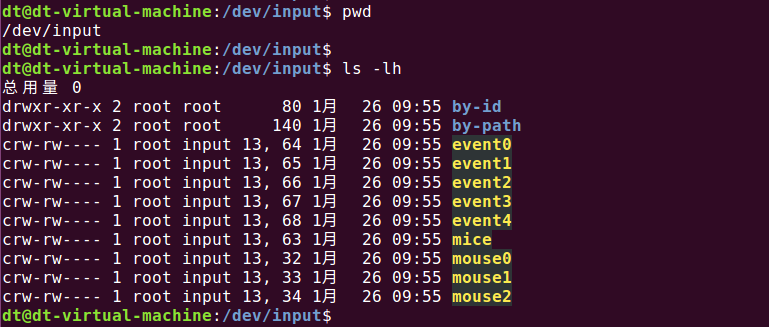 dt@dt-virtual-machine:/dev/input$ pwd
/dev/input
dt@dt-virtual-machine:/dev/input$
dt@dt-virtual-machine:/dev/input$ ls -lh
总用量 0
drwxr-xr-x 2 root root      80 1月  26 09:55 by-id
drwxr-xr-x 2 root root     140 1月  26 09:55 by-path
crw-rw---- 1 root input 13, 64 1月  26 09:55 event0
crw-rw---- 1 root input 13, 65 1月  26 09:55 event1
crw-rw---- 1 root input 13, 66 1月  26 09:55 event2
crw-rw---- 1 root input 13, 67 1月  26 09:55 event3
crw-rw---- 1 root input 13, 68 1月  26 09:55 event4
crw-rw---- 1 root input 13, 63 1月  26 09:55 mice
crw-rw---- 1 root input 13, 32 1月  26 09:55 mouse0
crw-rw---- 1 root input 13, 33 1月  26 09:55 mouse1
crw-rw---- 1 root input 13, 34 1月  26 09:55 mouse2
dt@dt-virtual-machine:/dev/input$